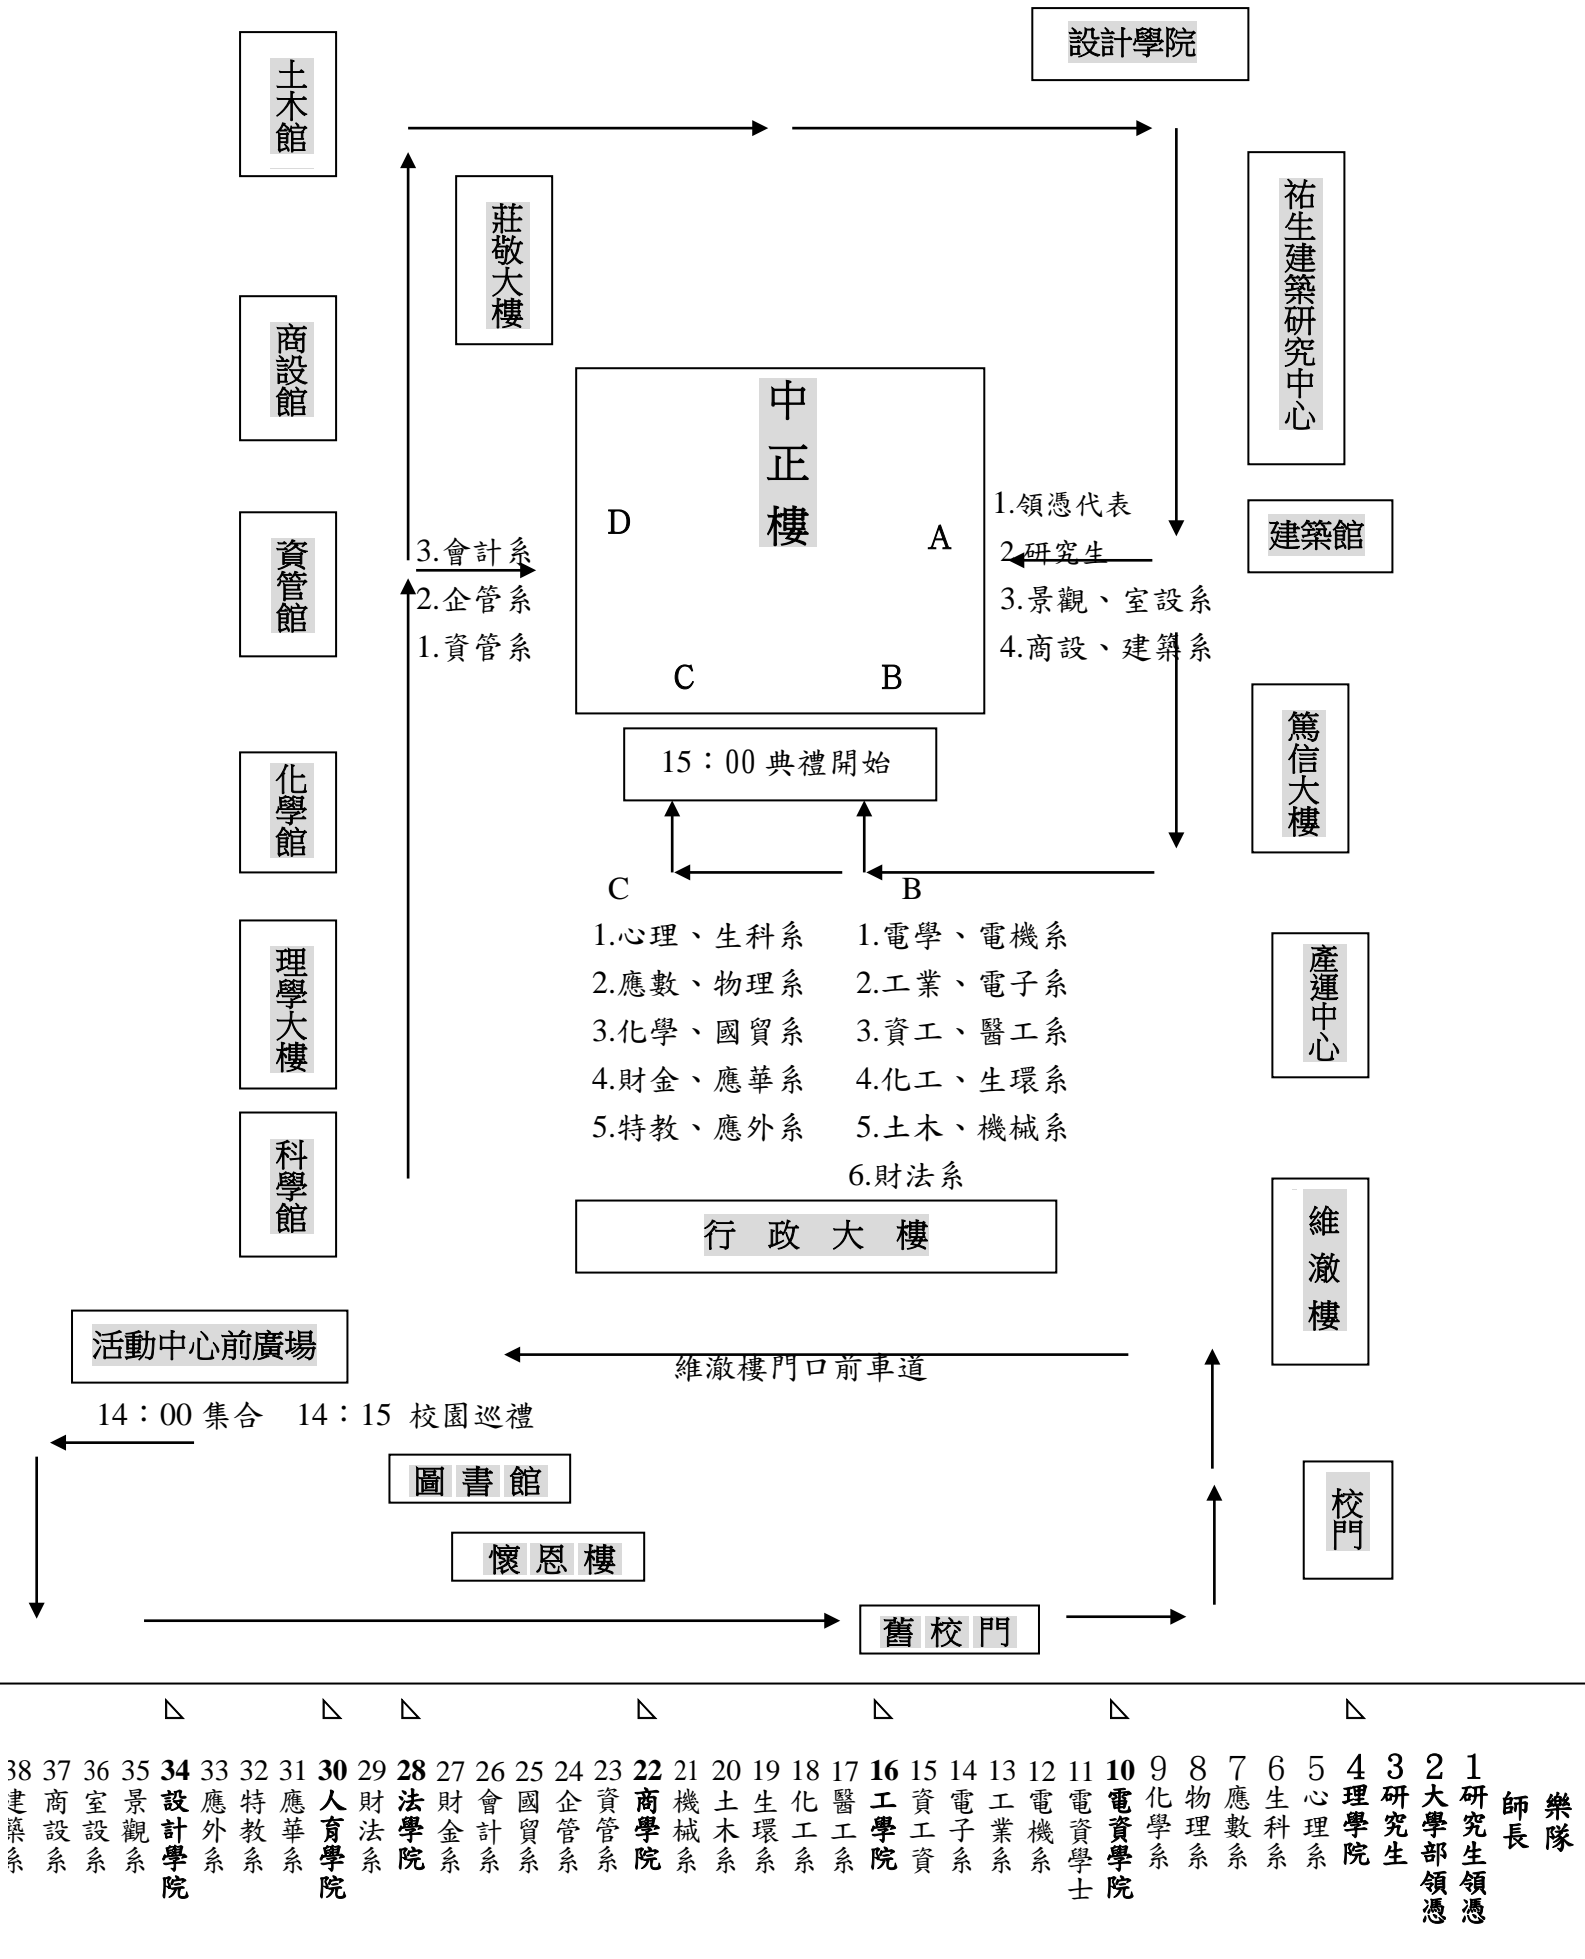 設計學院
土木館
莊敬大樓
祐生建築研究中心
商設館
中正樓
D
A
1.領憑代表
2.研究生
3.景觀、室設系
4.商設、建築系
建築館
資管館
3.會計系
2.企管系
1.資管系
C
B
15：00 典禮開始
篤信大樓
化學館
C
1.心理、生科系
2.應數、物理系
3.化學、國貿系
4.財金、應華系
5.特教、應外系
B
1.電學、電機系
2.工業、電子系
3.資工、醫工系
4.化工、生環系
5.土木、機械系
6.財法系
理學大樓
產運中心
科學館
行政大樓
維澈樓
活動中心前廣場
維澈樓門口前車道
14：00 集合 14：15 校園巡禮
圖書館
校門
懷恩樓
舊校門
樂隊
師長
1 研究生領憑
2 大學部領憑
3 研究生
4 理學院
5 心理系
6 生科系
7 應數系
8 物理系
9 化學系
10 電資學院
11 電資學士
12 電機系
13 工業系
14 電子系
15 資工資
16 工學院
17 醫工系
18 化工系
19 生環系
20 土木系
21 機械系
22 商學院
23 資管系
24 企管系
25 國貿系
26 會計系
27 財金系
28 法學院
29 財法系
30 人育學院
31 應華系
32 特教系
33 應外系
34 設計學院
35 景觀系
36 室設系
37 商設系
38 建築系